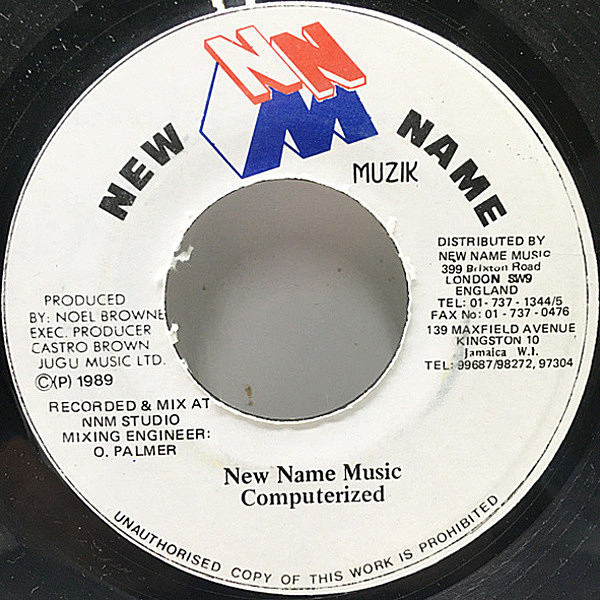 NNM
NEW NAME
MUZIK
PRODUCED
BY: NOEL BROWNE
EXEC. PRODUCER
CASTRO BROWN
JUGU MUSIC LTD.
©(P) 1989
RECORDED & MIX AT
NNM STUDIO
MIXING ENGINEER:
O. PALMER
DISTRIBUTED BY
NEW NAME MUSIC
399 Brixton Road
LONDON SW9
ENGLAND
TEL: 01-737-1344/5
FAX No: 01-737-0476
139 MAXFIELD AVENUE
KINGSTON 10
Jamaica W.I.
TEL: 99687/98272, 97304
New Name Music
Computerized
UNAUTHORISED COPY OF THIS WORK IS PROHIBITED